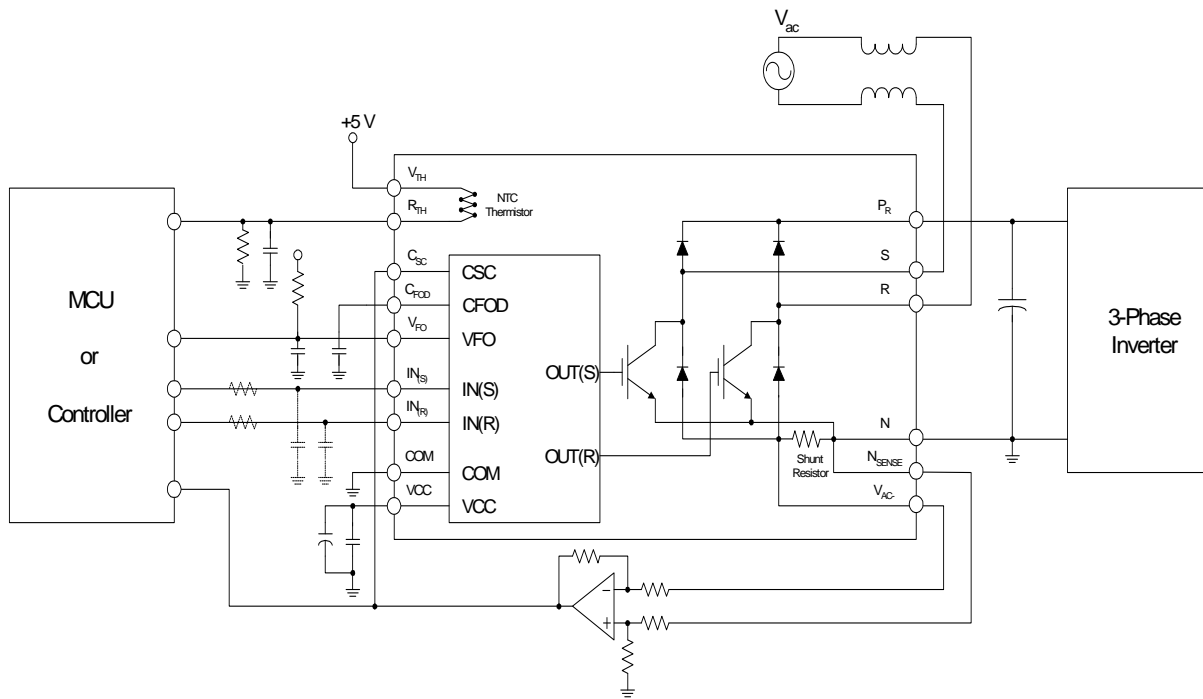 V_ac
+5 V
V_TH
NTC
Thermistor
R_TH
P_R
C_SC
CSC
S
C_FOD
CFOD
R
MCU
or
Controller
V_FO
VFO
3-Phase
Inverter
IN_(S)
IN(S)
OUT(S)
IN_(R)
IN(R)
N
COM
COM
OUT(R)
Shunt
Resistor
N_SENSE
VCC
VCC
V_AC-
-
+